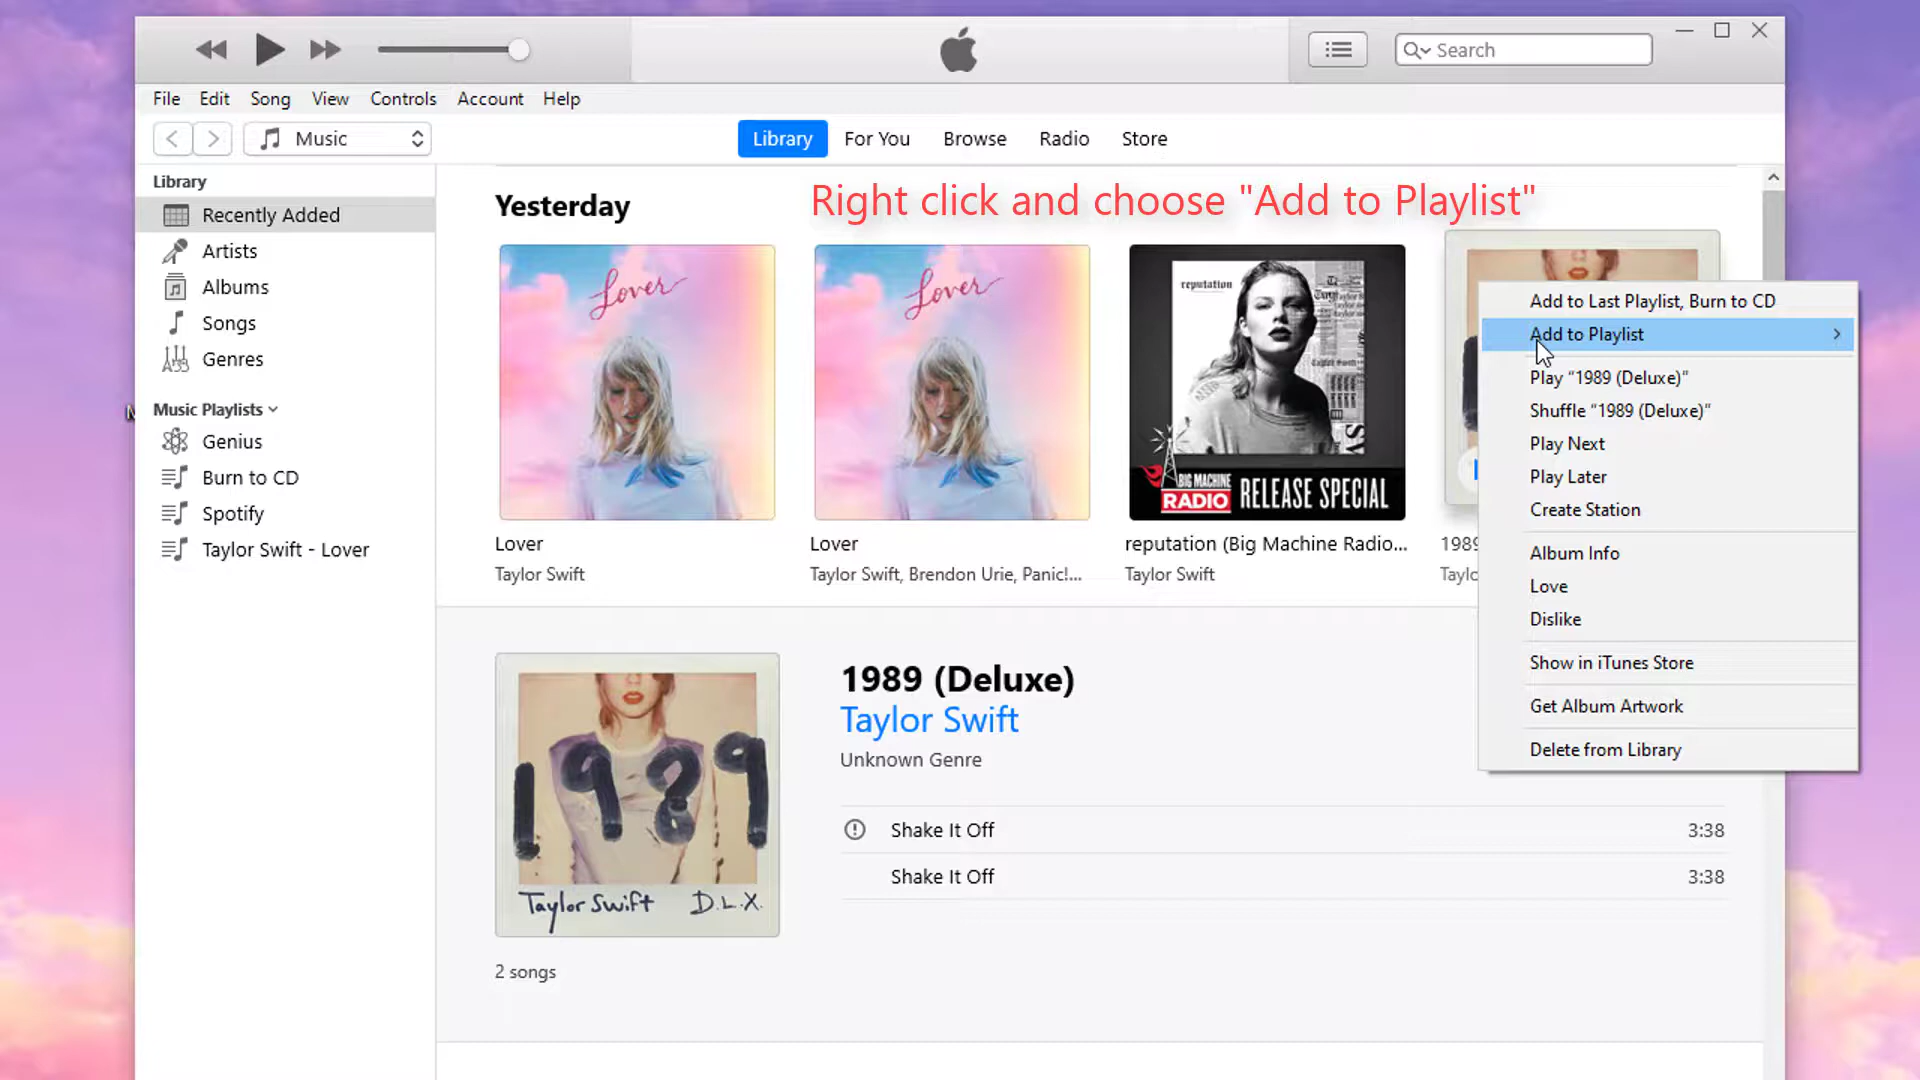 Search
File Edit Song View Controls Account Help
Music
Library For You Browse Radio Store
Library
Recently Added
Artists
Albums
Songs
Genres
Music Playlists
Genius
Burn to CD
Spotify
Taylor Swift - Lover
Yesterday
Right click and choose "Add to Playlist"
Lover
Lover
reputation
BIG MACHINE
RADIO
RELEASE SPECIAL
Lover
Taylor Swift
Lover
Taylor Swift, Brendon Urie, Panic!...
reputation (Big Machine Radio...
Taylor Swift
1989
Taylo
Add to Last Playlist, Burn to CD
Add to Playlist
Play “1989 (Deluxe)”
Shuffle “1989 (Deluxe)”
Play Next
Play Later
Create Station
Album Info
Love
Dislike
Show in iTunes Store
Get Album Artwork
Delete from Library
1989
Taylor Swift D.L.X.
2 songs
1989 (Deluxe)
Taylor Swift
Unknown Genre
Shake It Off 3:38
Shake It Off 3:38